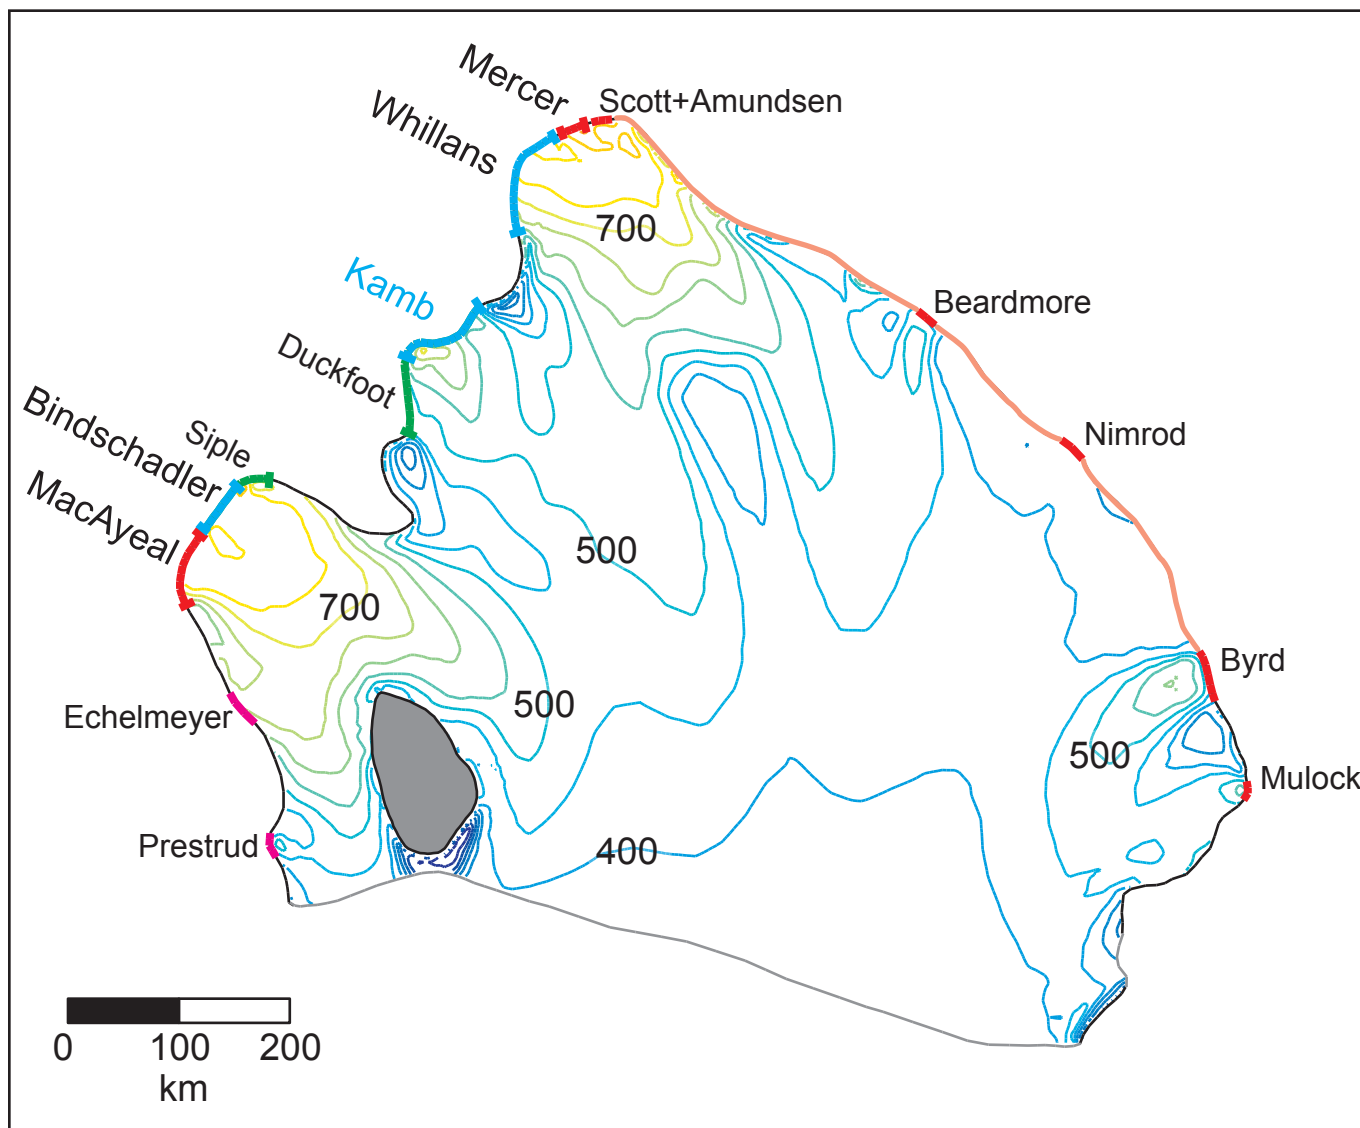 Mercer
Scott+Amundsen
Whillans
700
Kamb
Beardmore
Duckfoot
Bindschadler
Siple
Nimrod
MacAyeal
500
700
Byrd
Echelmeyer
500
500
Mulock
Prestrud
400
0 100 200
km